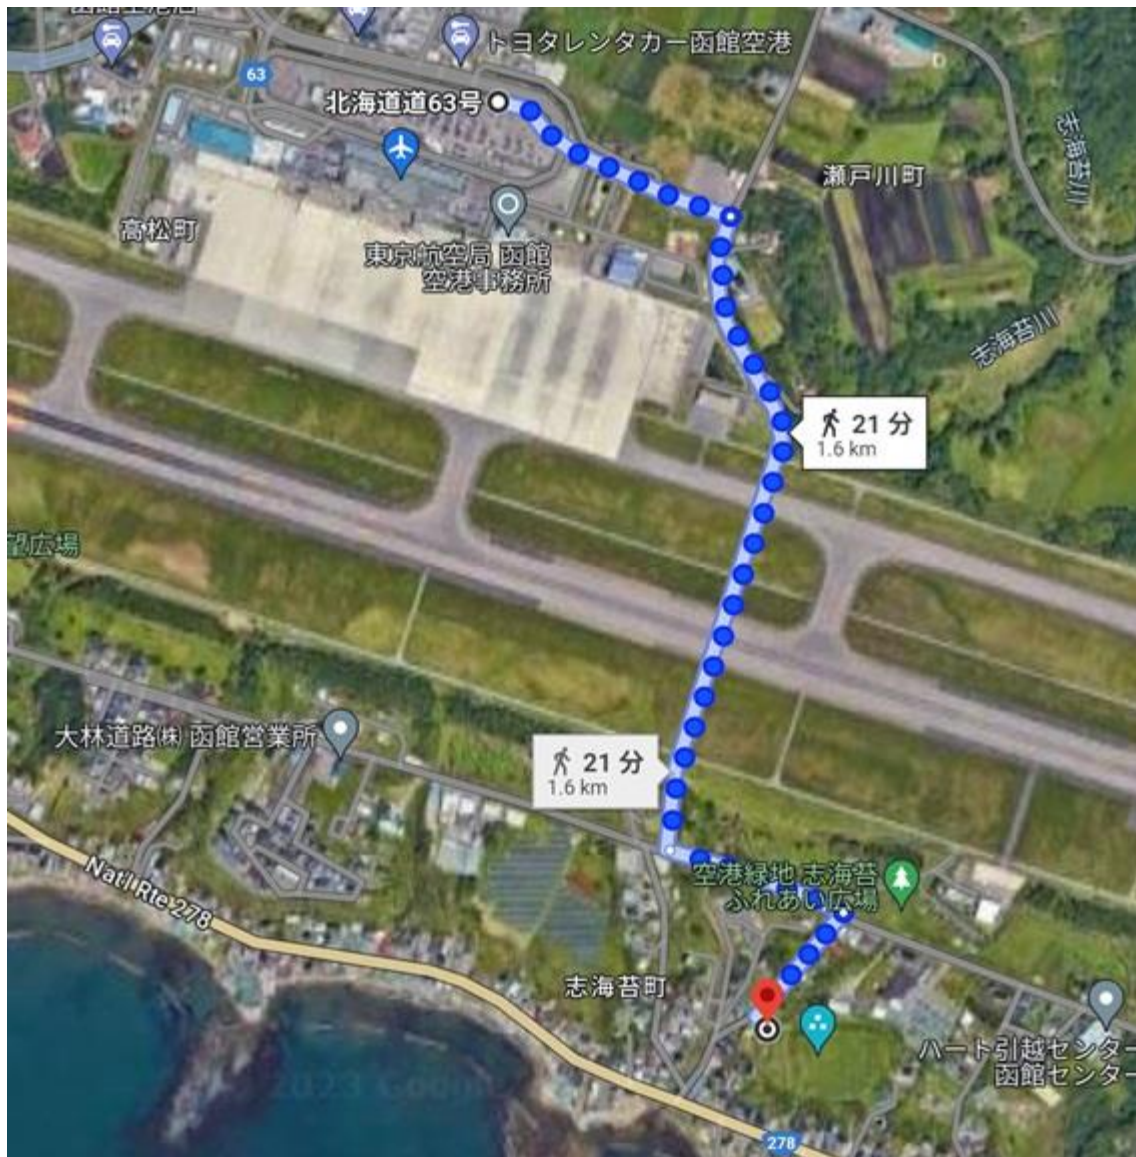 トヨタレンタカー函館空港
63
北海道道63号
志海苔川
瀬戸川町
高松町
東京航空局 函館
空港事務所
志海苔川
21 分
1.6 km
望広場
大林道路㈱ 函館営業所
21 分
1.6 km
Nat'l Rte 278
空港緑地 志海苔
ふれあい広場
志海苔町
ハート引越センター
函館センター
278